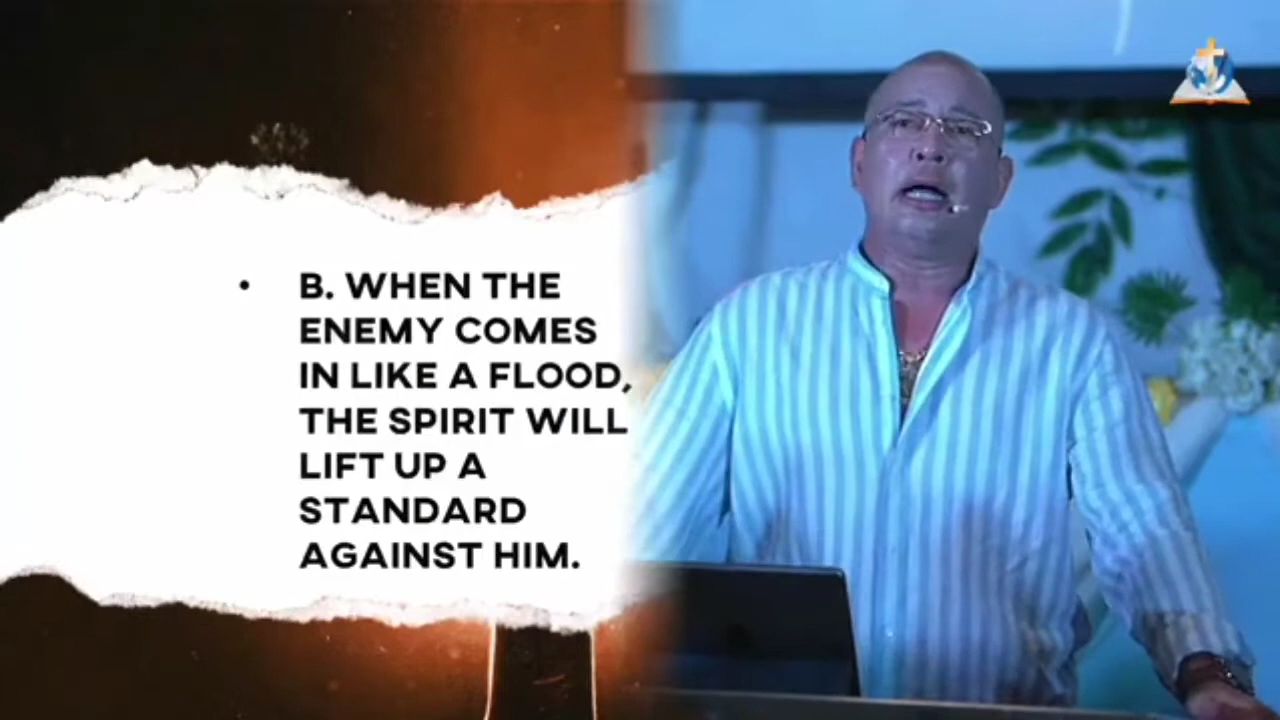 • B. WHEN THE
ENEMY COMES
IN LIKE A FLOOD,
THE SPIRIT WILL
LIFT UP A
STANDARD
AGAINST HIM.